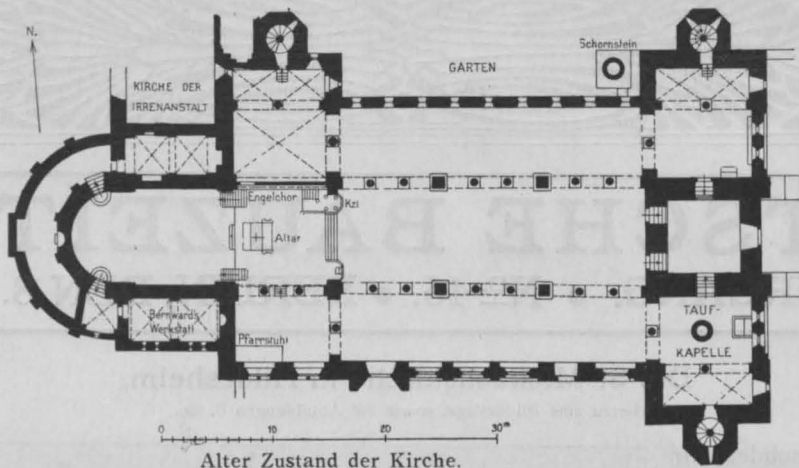 N.
Schornstein
GARTEN
KIRCHE DER
IRRENANSTALT
Engelchor
Kzl
Altar
Bernwards
Werkstatt
TAUF-
KAPELLE
Pfarrstuhl
0 10 20 30m
Alter Zustand der Kirche.